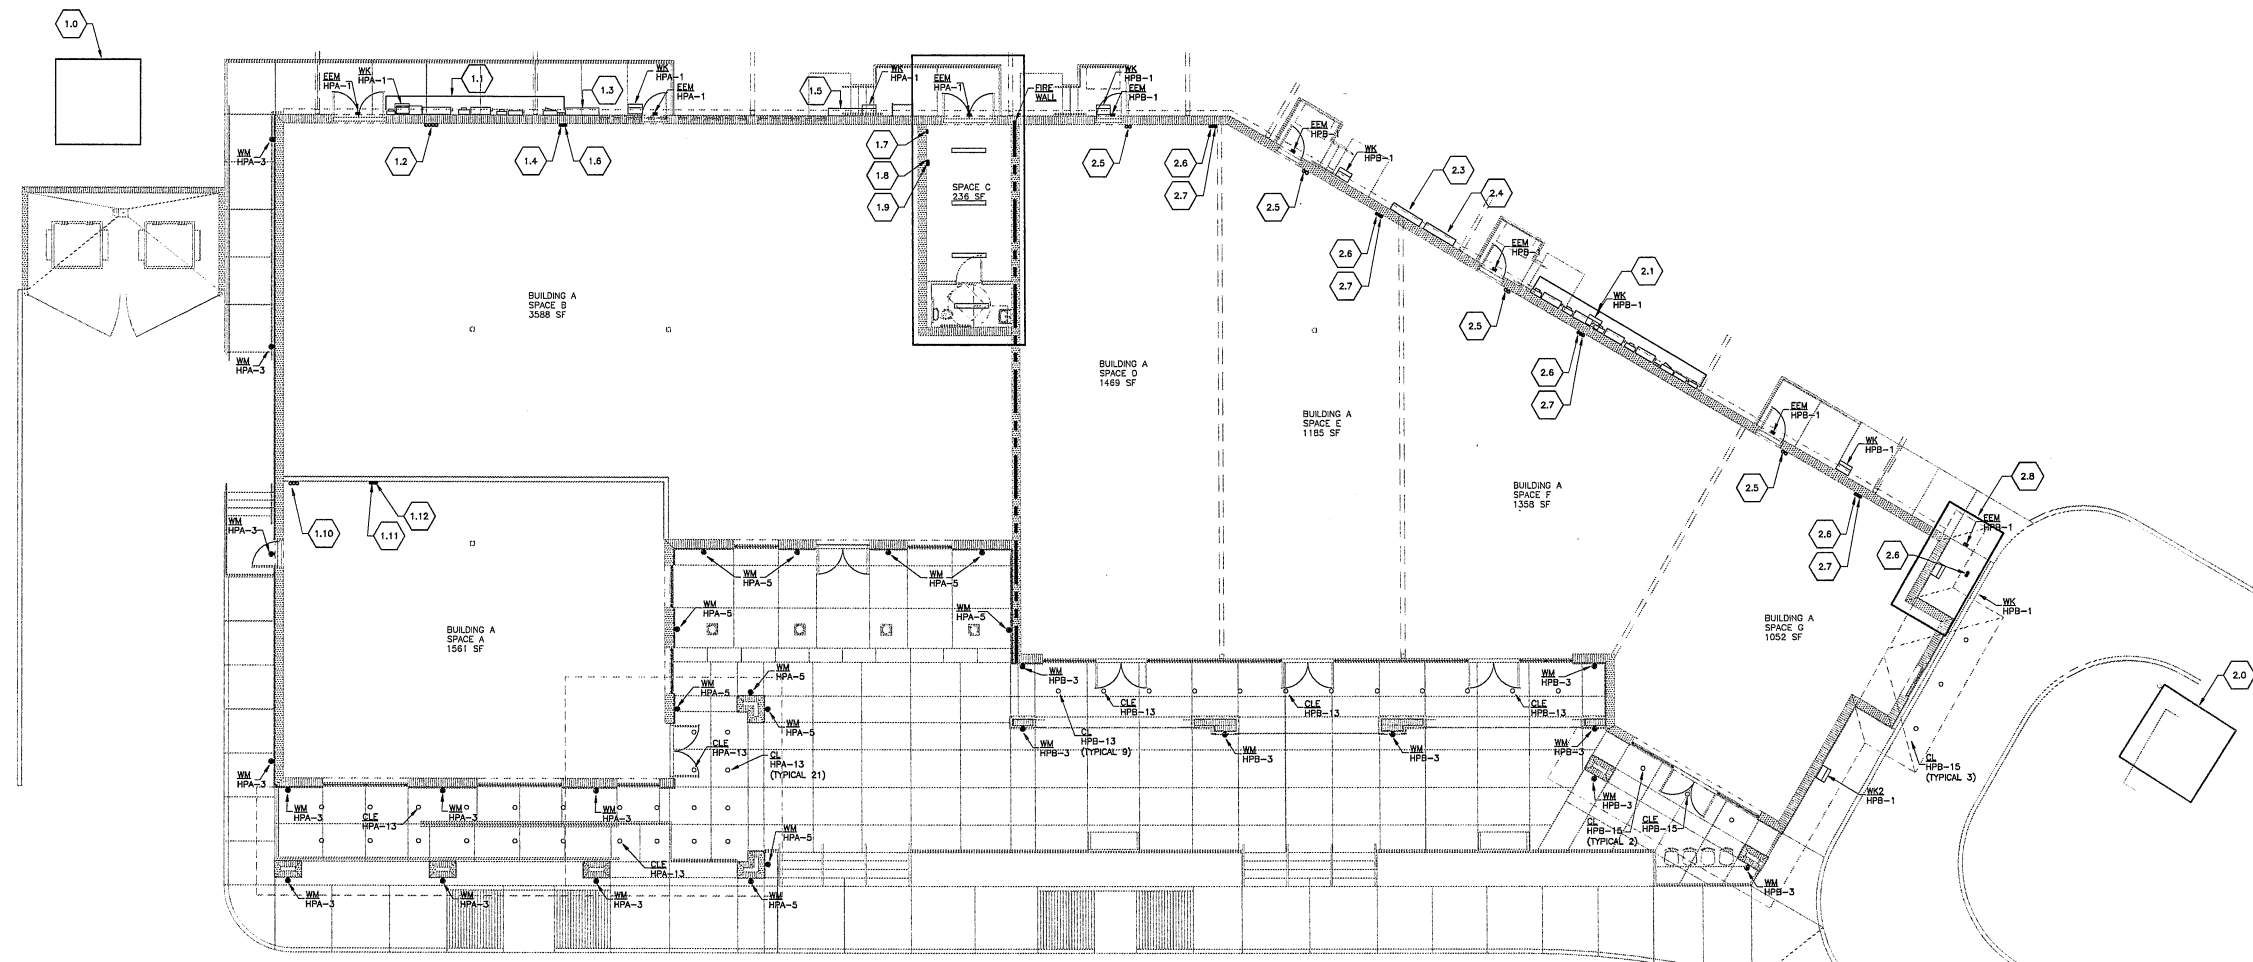 1.0
EEM
HPA-1
WK
HPA-1
1.1
1.3
WK
HPA-1
EEM
HPA-1
1.5
WK
HPA-1
EEM
HPA-1
FIRE
WALL
WK
HPB-1
EEM
HPB-1
WM
HPA-3
1.2
1.4
1.6
1.7
1.8
1.9
SPACE C
236 SF
2.5
2.6
2.7
EEM
HPB-1
WK
HPB-1
2.5
2.3
2.4
2.6
2.7
EEM
HPB-1
2.1
WK
HPB-1
2.5
2.6
2.7
BUILDING A
SPACE B
3588 SF
WM
HPA-3
BUILDING A
SPACE D
1469 SF
BUILDING A
SPACE E
1185 SF
EEM
HPB-1
WK
HPB-1
2.5
2.8
EEM
HPB-1
2.6
2.7
2.6
BUILDING A
SPACE F
1358 SF
WM
HPA-3
1.10
1.11
1.12
WM
HPA-5
WM
HPA-5
WM
HPA-5
WM
HPA-5
WK
HPB-1
BUILDING A
SPACE A
1561 SF
BUILDING A
SPACE G
1052 SF
WM
HPA-5
WM
HPA-5
WM
HPA-5
WM
HPB-3
WM
HPB-3
CLE
HPB-13
CLE
HPB-13
CLE
HPB-13
2.0
CLE
HPA-13
CL
HPA-13
(TYPICAL 21)
WM
HPB-3
CL
HPB-13
(TYPICAL 9)
WM
HPB-3
WM
HPB-3
WM
HPB-3
CL
HPB-15
(TYPICAL 3)
WM
HPA-3
WM
HPA-3
CLE
HPA-13
WM
HPA-3
WM
HPA-3
WM
HPB-3
WK2
HPB-1
CL
HPB-15
(TYPICAL 2)
CLE
HPB-15
WM
HPA-5
CLE
HPA-13
WM
HPA-3
WM
HPA-3
WM
HPA-3
WM
HPA-5
WM
HPB-3